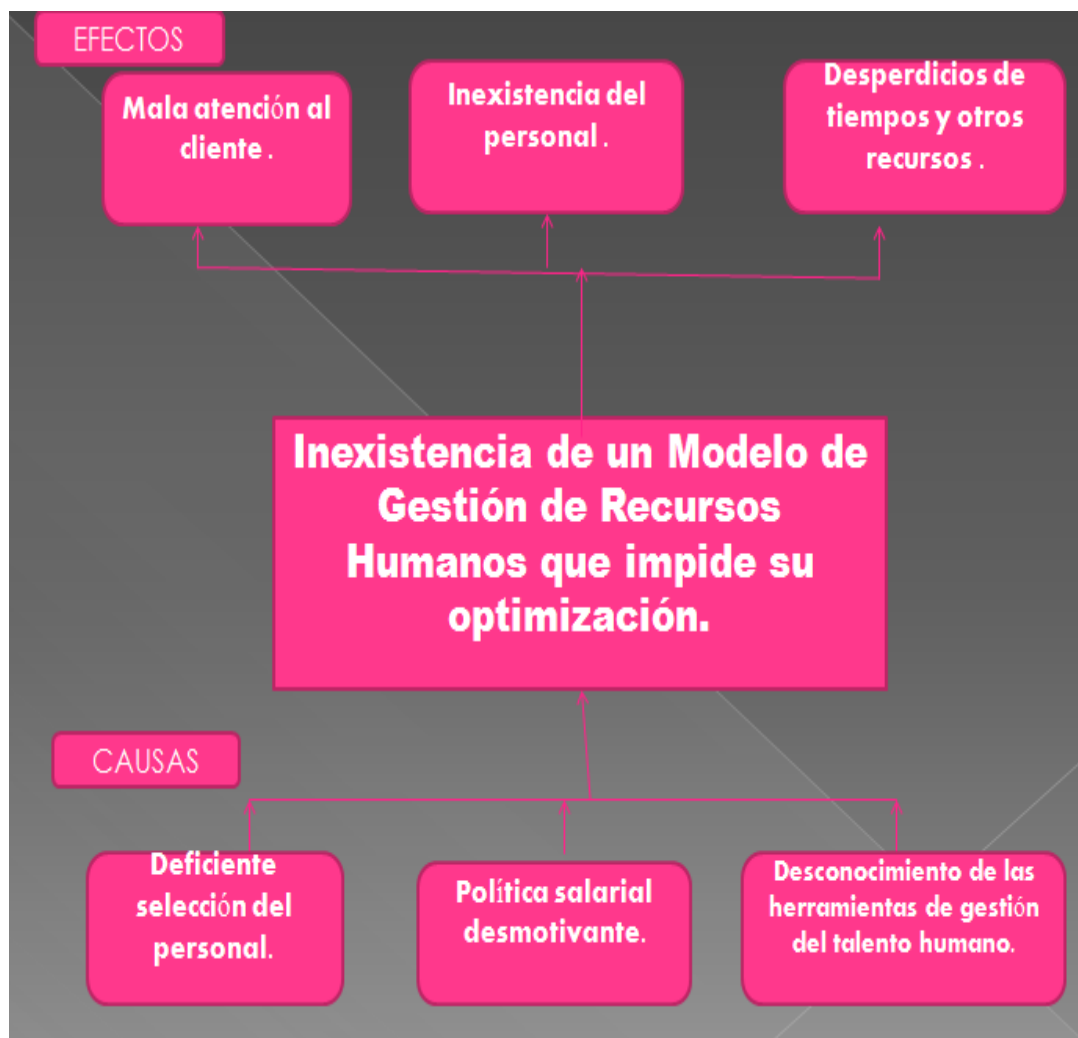 EFECTOS
Mala atención al
cliente .
Inexistencia del
personal .
Desperdicios de
tiempos y otros
recursos .
Inexistencia de un Modelo de
Gestión de Recursos
Humanos que impide su
optimización.
CAUSAS
Deficiente
selección del
personal.
Política salarial
desmotivante.
Desconocimiento de las
herramientas de gestión
del talento humano.